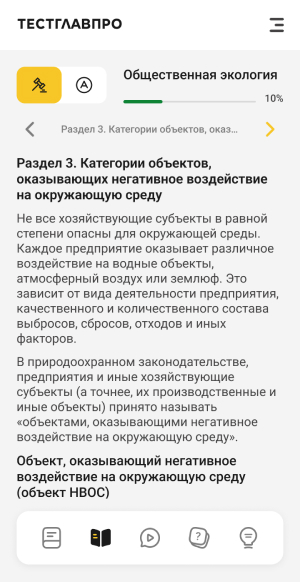 ТЕСТГЛАВПРО
Общественная экология
10%
Раздел 3. Категории объектов, оказ...
Раздел 3. Категории объектов,
оказывающих негативное воздействие
на окружающую среду
Не все хозяйствующие субъекты в равной
степени опасны для окружающей среды.
Каждое предприятие оказывает различное
воздействие на водные объекты,
атмосферный воздух или землюф. Это
зависит от вида деятельности предприятия,
качественного и количественного состава
выбросов, сбросов, отходов и иных
факторов.
В природоохранном законодательстве,
предприятия и иные хозяйствующие
субъекты (а точнее, их производственные и
иные объекты) принято называть
«объектами, оказывающими негативное
воздействие на окружающую среду».
Объект, оказывающий негативное
воздействие на окружающую среду
(объект НВОС)